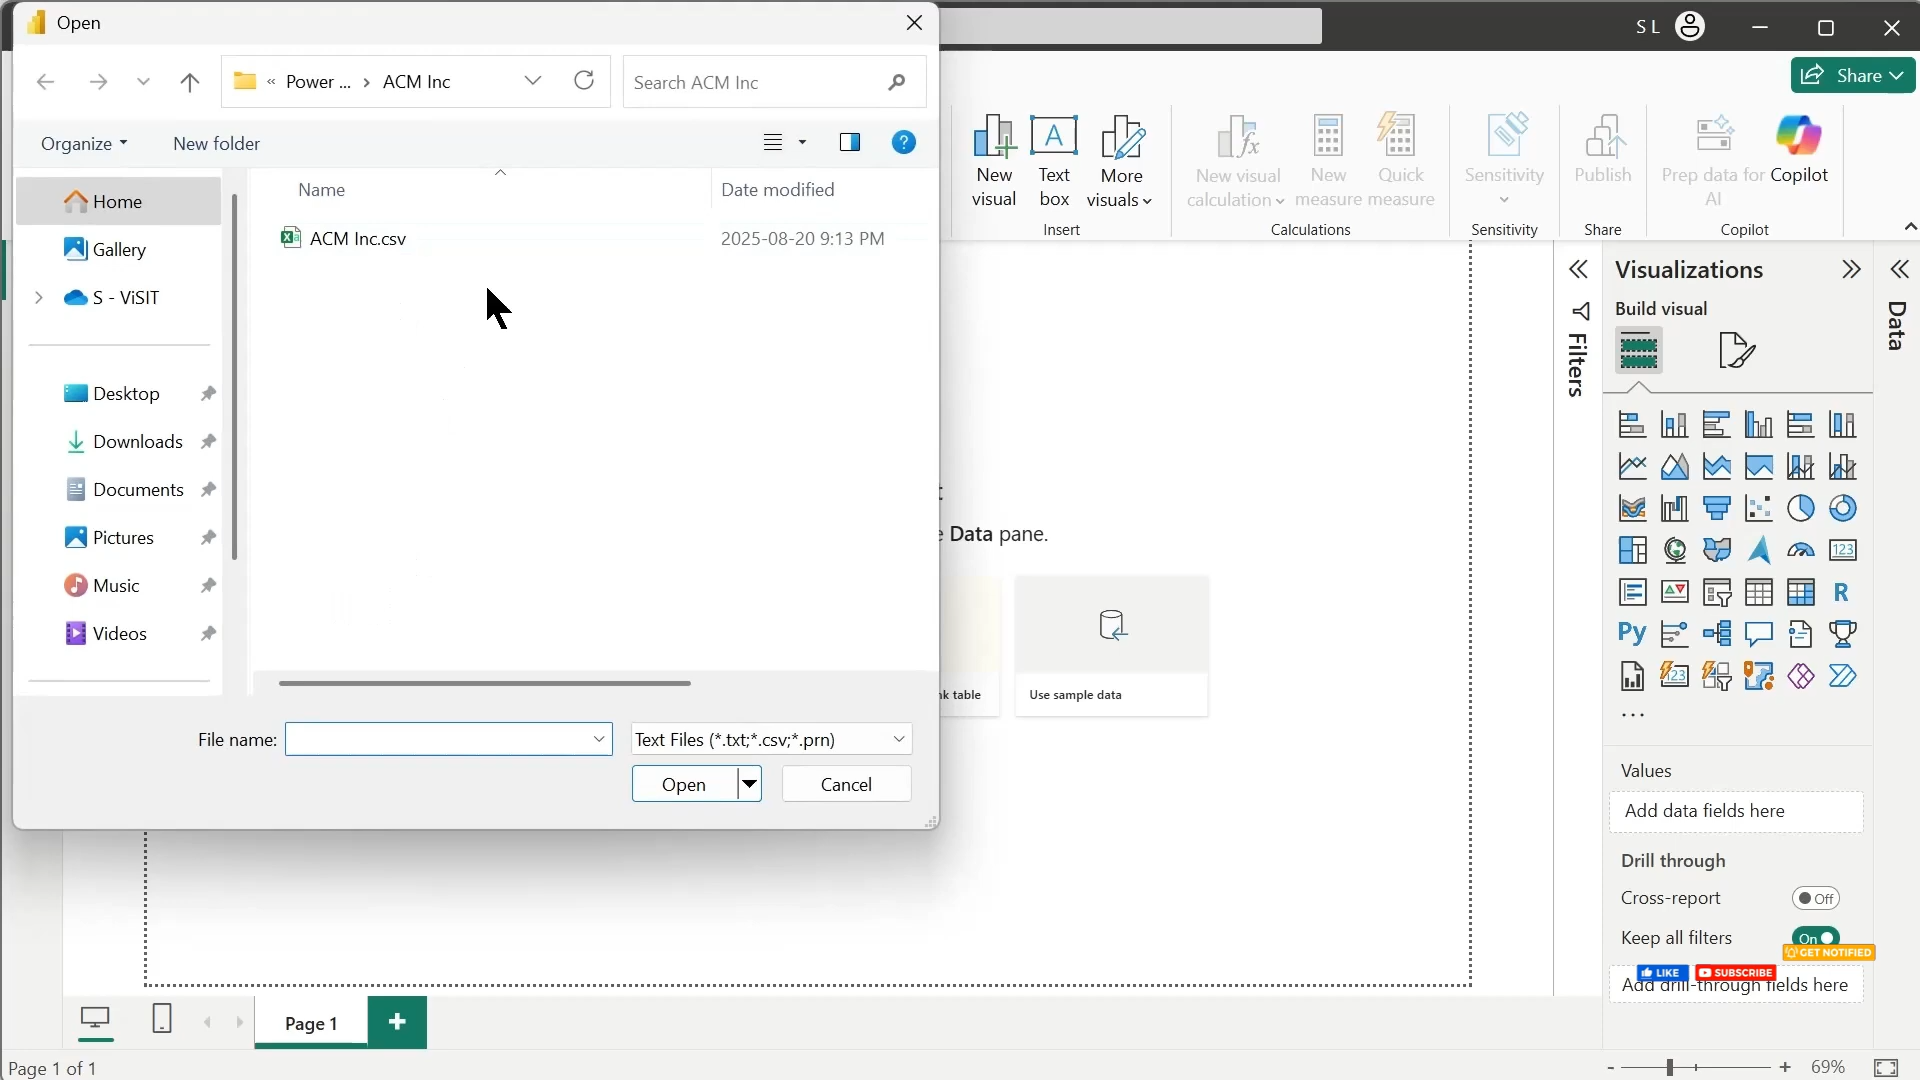 Open
S L
Share
« Power ... > ACM Inc
Search ACM Inc
Organize
New folder
New visual
Text box
More visuals
New visual calculation
New measure
Quick measure
Sensitivity
Publish
Prep data for AI
Copilot
Insert
Calculations
Sensitivity
Share
Copilot
Home
Gallery
S - ViSIT
Desktop
Downloads
Documents
Pictures
Music
Videos
Name
Date modified
ACM Inc.csv
2025-08-20 9:13 PM
File name:
Text Files (*.txt;*.csv;*.prn)
Open
Cancel
Data pane.
table
Use sample data
Filters
Visualizations
Build visual
Data
123
R
Py
123
Values
Add data fields here
Drill through
Cross-report
Off
Keep all filters
On
GET NOTIFIED
LIKE
SUBSCRIBE
Add drill-through fields here
Page 1
Page 1 of 1
- + 69%